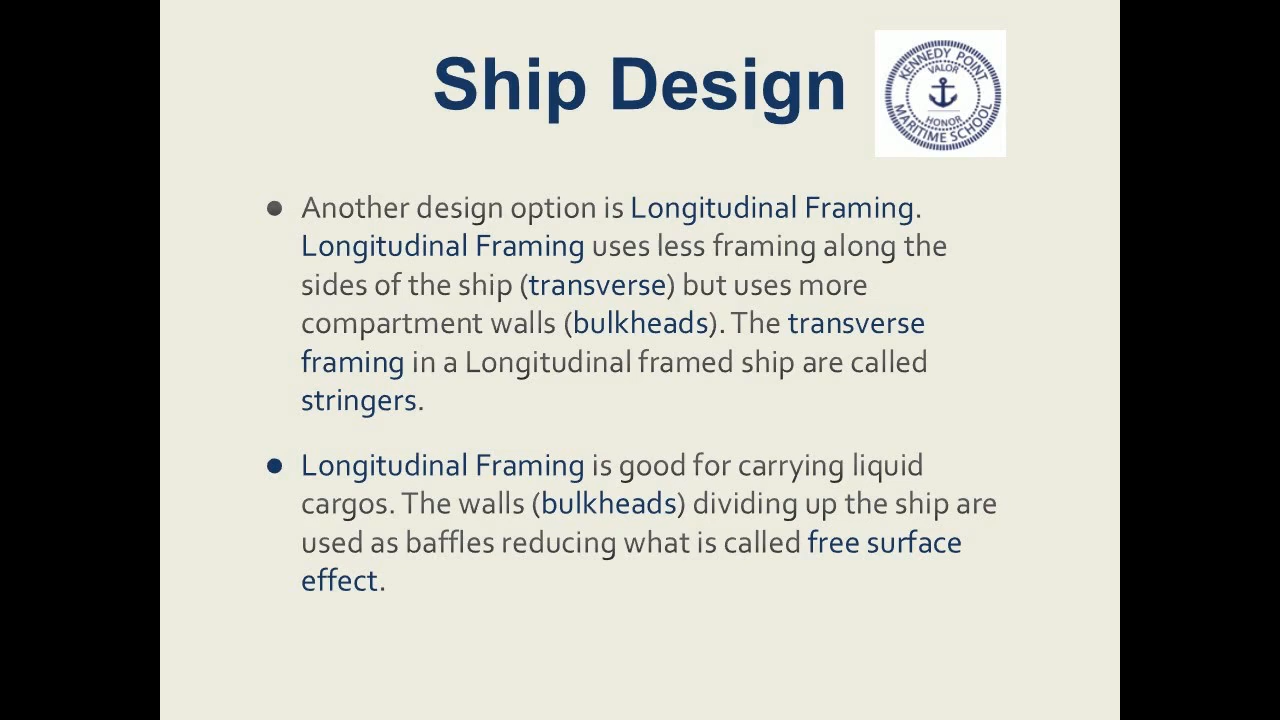 Ship Design
KENNEDY POINT
VALOR
HONOR
MARITIME SCHOOL
● Another design option is Longitudinal Framing.
Longitudinal Framing uses less framing along the
sides of the ship (transverse) but uses more
compartment walls (bulkheads). The transverse
framing in a Longitudinal framed ship are called
stringers.
● Longitudinal Framing is good for carrying liquid
cargos. The walls (bulkheads) dividing up the ship are
used as baffles reducing what is called free surface
effect.